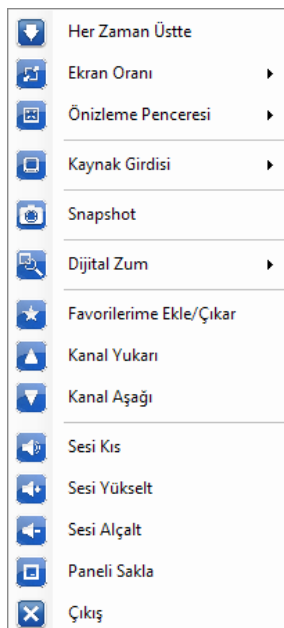 Her Zaman Üstte
Ekran Oranı
Önizleme Penceresi
Kaynak Girdisi
Snapshot
Dijital Zum
Favorilerime Ekle/Çıkar
Kanal Yukarı
Kanal Aşağı
Sesi Kıs
Sesi Yükselt
Sesi Alçalt
Paneli Sakla
Çıkış